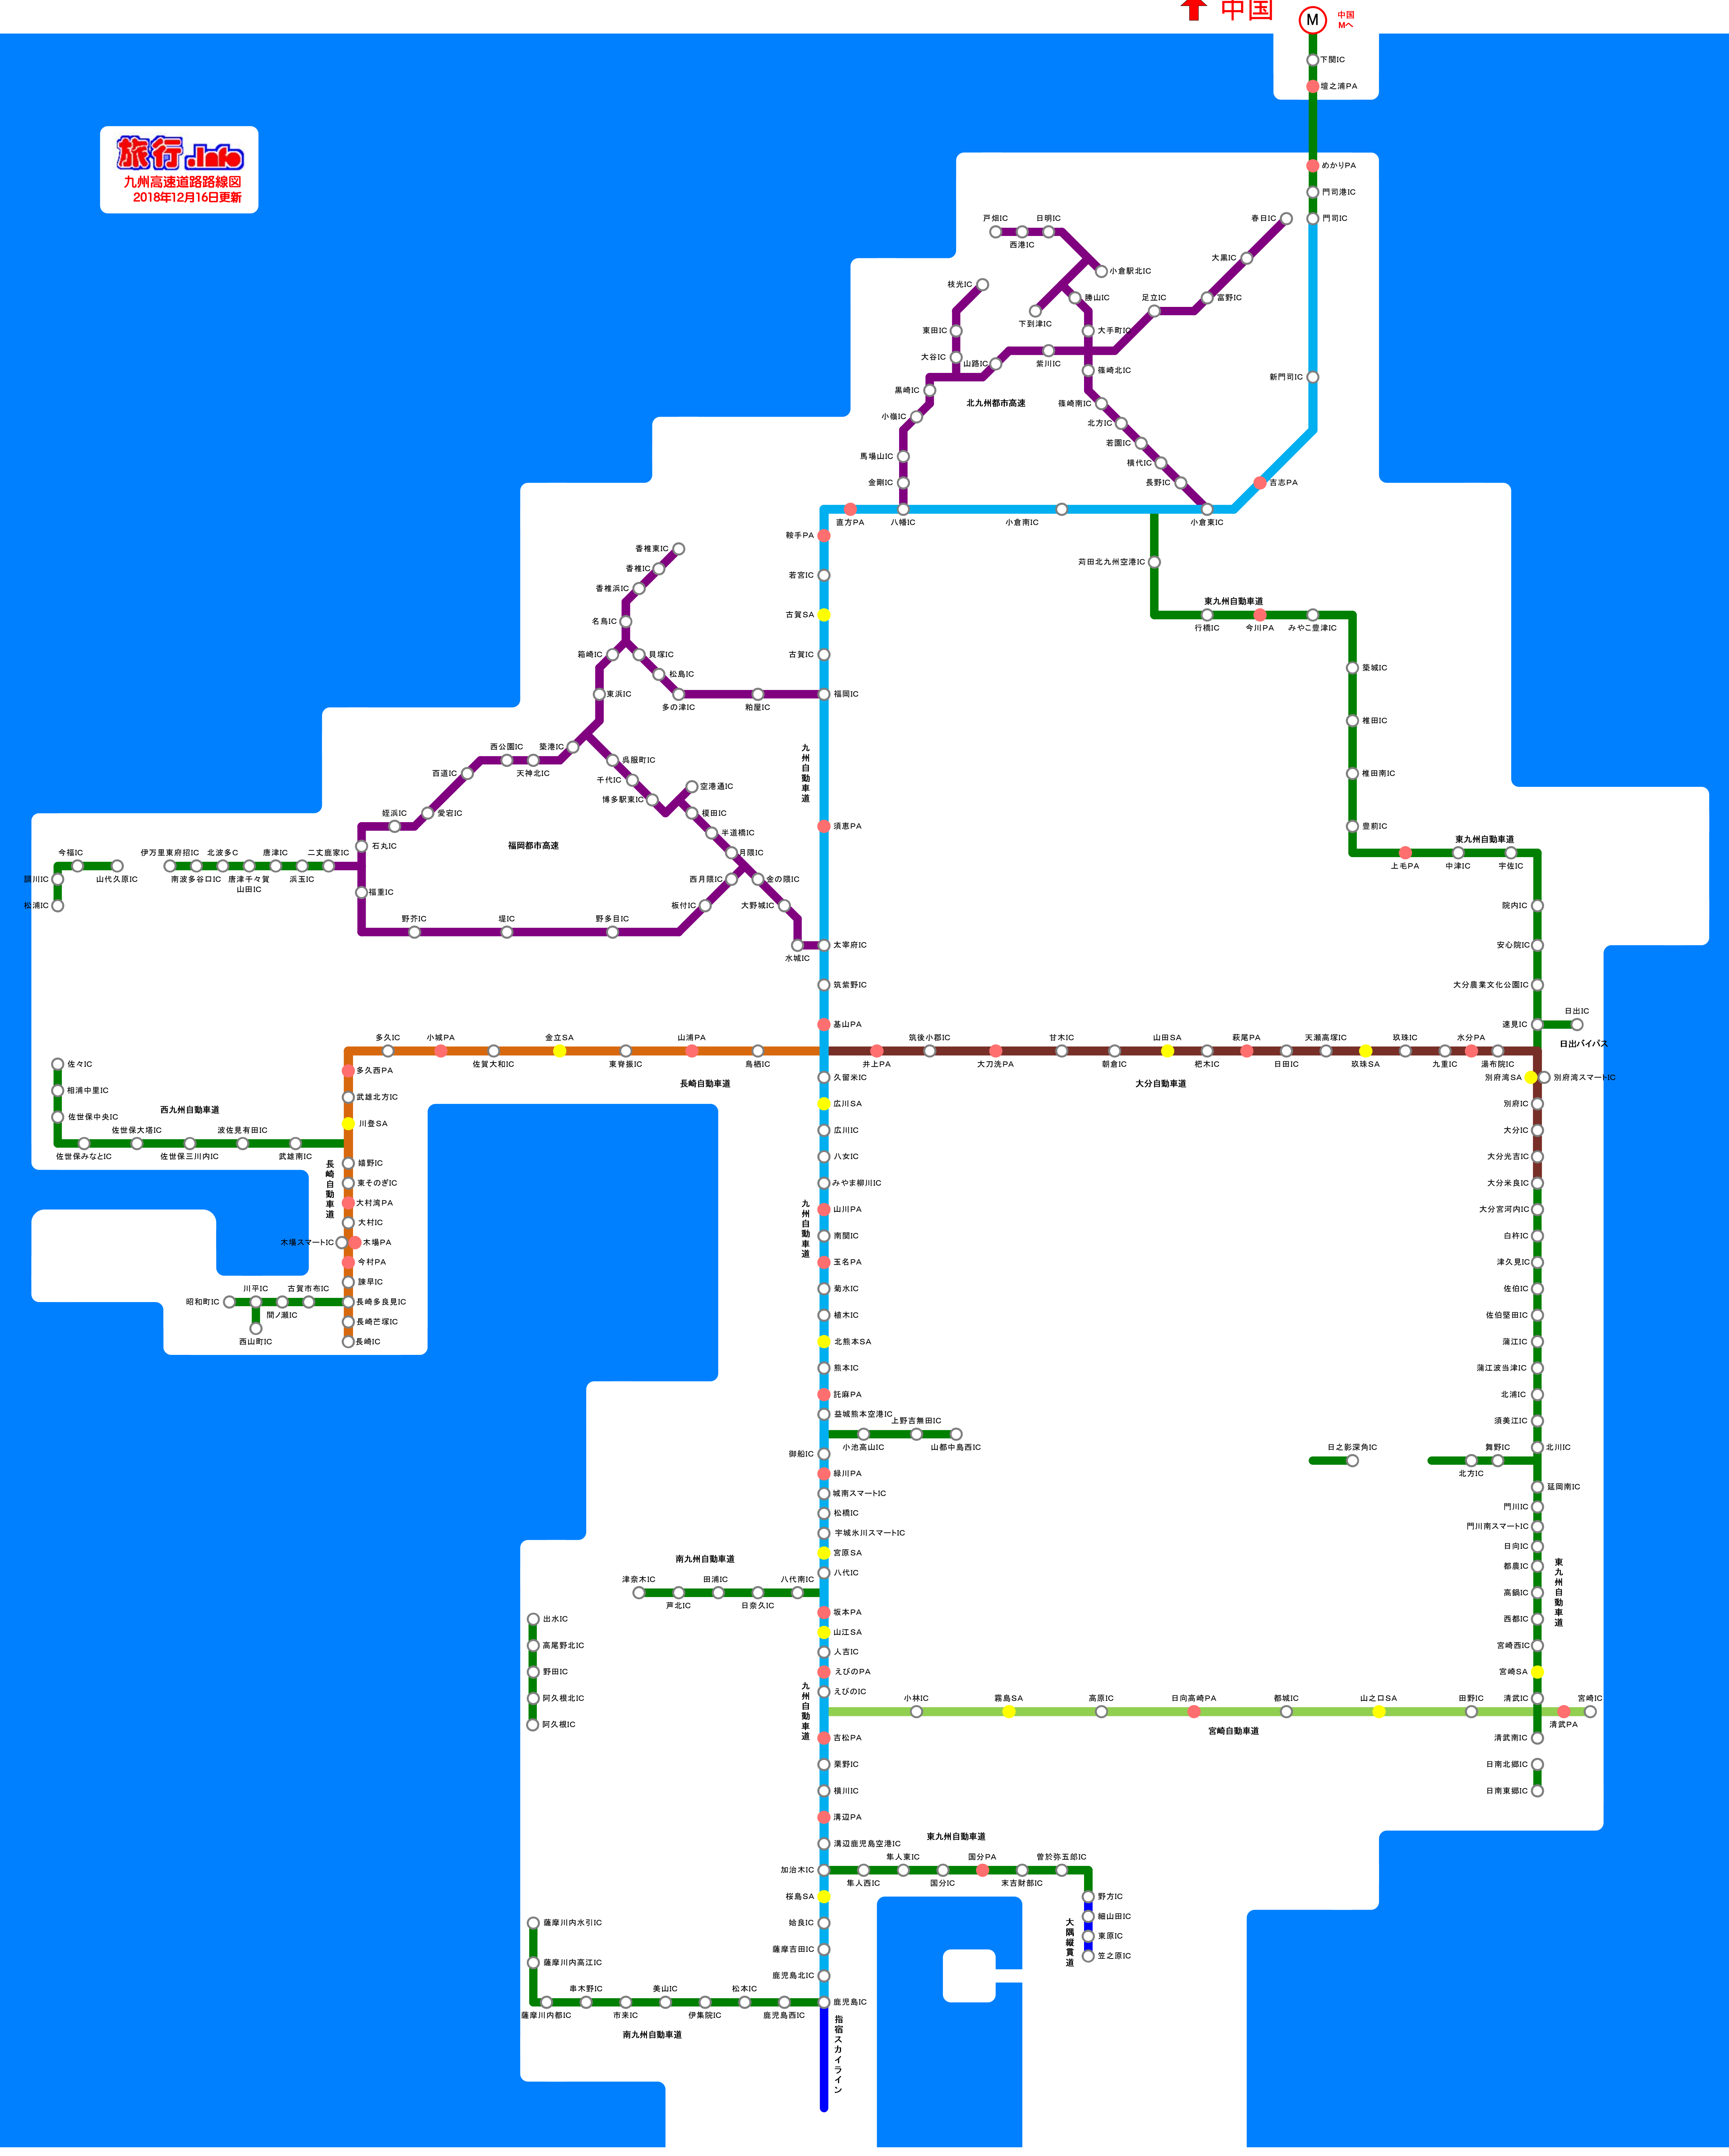 中国
M
中国
Mへ
下関IC
壇之浦PA
旅行.Info
九州高速道路路線図
2018年12月16日更新
めかりPA
門司港IC
門司IC
戸畑IC
日明IC
西港IC
小倉駅北IC
春日IC
大黒IC
富野IC
足立IC
枝光IC
勝山IC
下到津IC
東田IC
大手町IC
大谷IC
山路IC
紫川IC
篠崎北IC
新門司IC
黒崎IC
北九州都市高速
篠崎南IC
小嶺IC
北方IC
若園IC
馬場山IC
横代IC
金剛IC
長野IC
吉志PA
直方PA
八幡IC
小倉南IC
小倉東IC
鞍手PA
香椎東IC
香椎IC
若宮IC
苅田北九州空港IC
香椎浜IC
東九州自動車道
名島IC
古賀SA
行橋IC
今川PA
みやこ豊津IC
箱崎IC
貝塚IC
古賀IC
松島IC
築城IC
東浜IC
多の津IC
粕屋IC
福岡IC
椎田IC
西公園IC
築港IC
天神北IC
呉服町IC
九州自動車道
百道IC
千代IC
空港通IC
椎田南IC
博多駅東IC
姪浜IC
愛宕IC
榎田IC
須恵PA
豊前IC
半道橋IC
石丸IC
福岡都市高速
月隈IC
東九州自動車道
今福IC
伊万里東府招IC
北波多C
唐津IC
二丈鹿家IC
上毛PA
中津IC
宇佐IC
調川IC
山代久原IC
南波多谷口IC
唐津千々賀
山田IC
浜玉IC
西月隈IC
金の隈IC
福重IC
松浦IC
板付IC
大野城IC
院内IC
野芥IC
堤IC
野多目IC
太宰府IC
水城IC
安心院IC
筑紫野IC
大分農業文化公園IC
基山PA
日出IC
速見IC
日出バイパス
多久IC
小城PA
金立SA
山浦PA
佐賀大和IC
東脊振IC
鳥栖IC
長崎自動車道
筑後小郡IC
甘木IC
山田SA
萩尾PA
天瀬高塚IC
玖珠IC
水分PA
井上PA
大刀洗PA
朝倉IC
杷木IC
日田IC
玖珠SA
九重IC
湯布院IC
大分自動車道
佐々IC
多久西PA
相浦中里IC
武雄北方IC
佐世保中央IC
西九州自動車道
川登SA
佐世保大塔IC
波佐見有田IC
佐世保みなとIC
佐世保三川内IC
武雄南IC
長崎自動車道
嬉野IC
東そのぎIC
大村湾PA
大村IC
木場スマートIC
木場PA
今村PA
諫早IC
川平IC
古賀市布IC
昭和町IC
間ノ瀬IC
長崎多良見IC
西山町IC
長崎芒塚IC
長崎IC
久留米IC
別府湾SA
別府湾スマートIC
広川SA
別府IC
広川IC
大分IC
八女IC
大分光吉IC
みやま柳川IC
大分米良IC
九州自動車道
山川PA
大分宮河内IC
南関IC
臼杵IC
玉名PA
津久見IC
菊水IC
佐伯IC
植木IC
佐伯堅田IC
北熊本SA
蒲江IC
熊本IC
蒲江波当津IC
託麻PA
北浦IC
益城熊本空港IC
須美江IC
上野吉無田IC
小池高山IC
山都中島西IC
御船IC
日之影深角IC
舞野IC
北川IC
北方IC
緑川PA
延岡南IC
城南スマートIC
門川IC
松橋IC
門川南スマートIC
宇城氷川スマートIC
日向IC
宮原SA
南九州自動車道
都農IC
八代IC
東九州自動車道
津奈木IC
田浦IC
八代南IC
高鍋IC
戸北IC
日奈久IC
坂本PA
西都IC
出水IC
山江SA
高尾野北IC
人吉IC
宮崎西IC
野田IC
えびのPA
宮崎SA
九州自動車道
阿久根北IC
えびのIC
阿久根IC
小林IC
霧島SA
高原IC
日向高崎PA
都城IC
山之口SA
田野IC
清武IC
宮崎IC
清武PA
宮崎自動車道
吉松PA
清武南IC
栗野IC
日南北郷IC
横川IC
日南東郷IC
溝辺PA
溝辺鹿児島空港IC
東九州自動車道
加治木IC
隼人東IC
国分PA
曽於弥五郎IC
隼人西IC
国分IC
末吉財部IC
桜島SA
野方IC
細山田IC
大隅縦貫道
東原IC
笠之原IC
姶良IC
薩摩川内水引IC
薩摩吉田IC
薩摩川内高江IC
鹿児島北IC
串木野IC
美山IC
松本IC
鹿児島IC
薩摩川内都IC
市来IC
伊集院IC
鹿児島西IC
南九州自動車道
指宿スカイライン